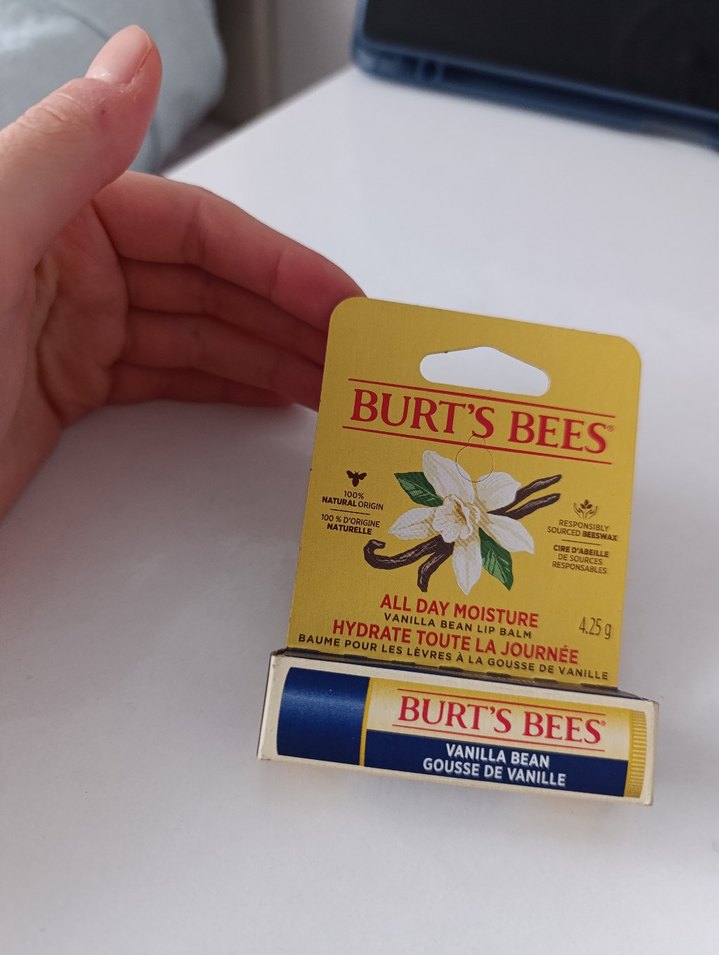 BURT'S BEES®
100%
NATURAL ORIGIN
100 % D'ORIGINE
NATURELLE
RESPONSIBLY
SOURCED BEESWAX
CIRE D'ABEILLE
DE SOURCES
RESPONSABLES
ALL DAY MOISTURE
VANILLA BEAN LIP BALM
HYDRATE TOUTE LA JOURNÉE
BAUME POUR LES LÈVRES À LA GOUSSE DE VANILLE
4.25 g
BURT'S BEES®
VANILLA BEAN
GOUSSE DE VANILLE